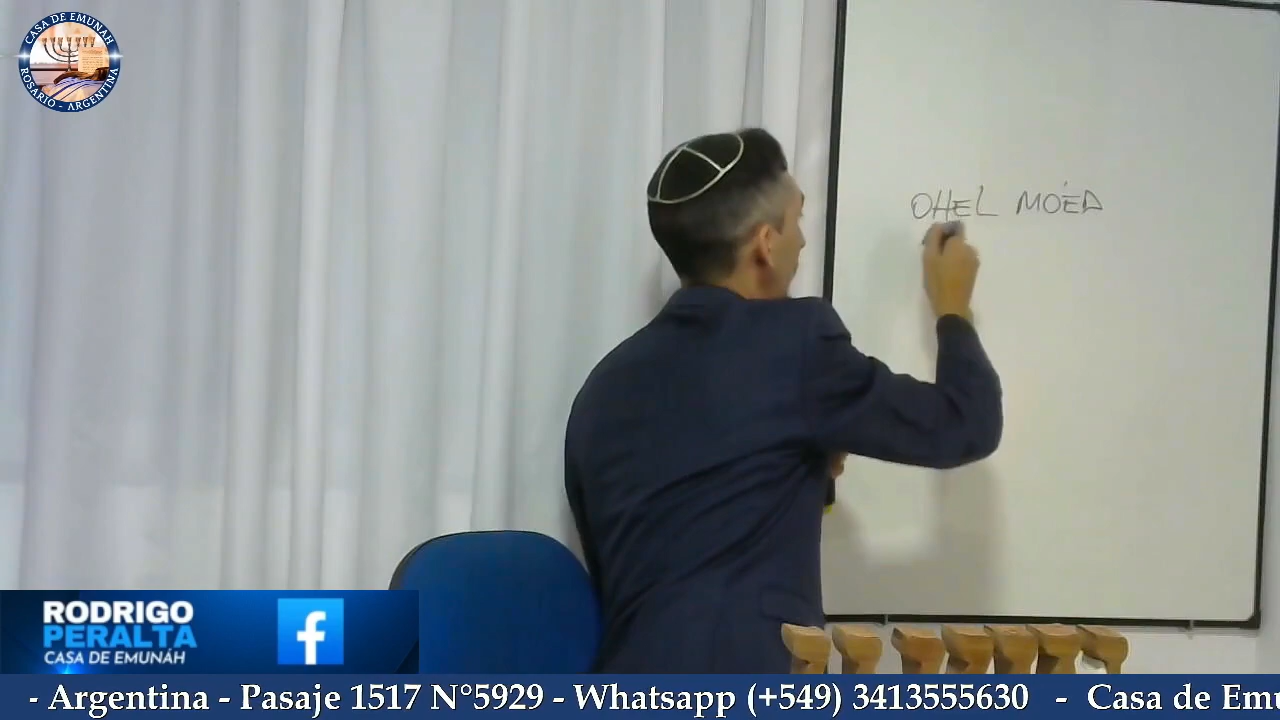 CASA DE EMUNAH
ROSARIO - ARGENTINA
OHEL MOÉD
RODRIGO
PERALTA
CASA DE EMUNÁH
f
- Argentina - Pasaje 1517 N°5929 - Whatsapp (+549) 3413555630 - Casa de Emu